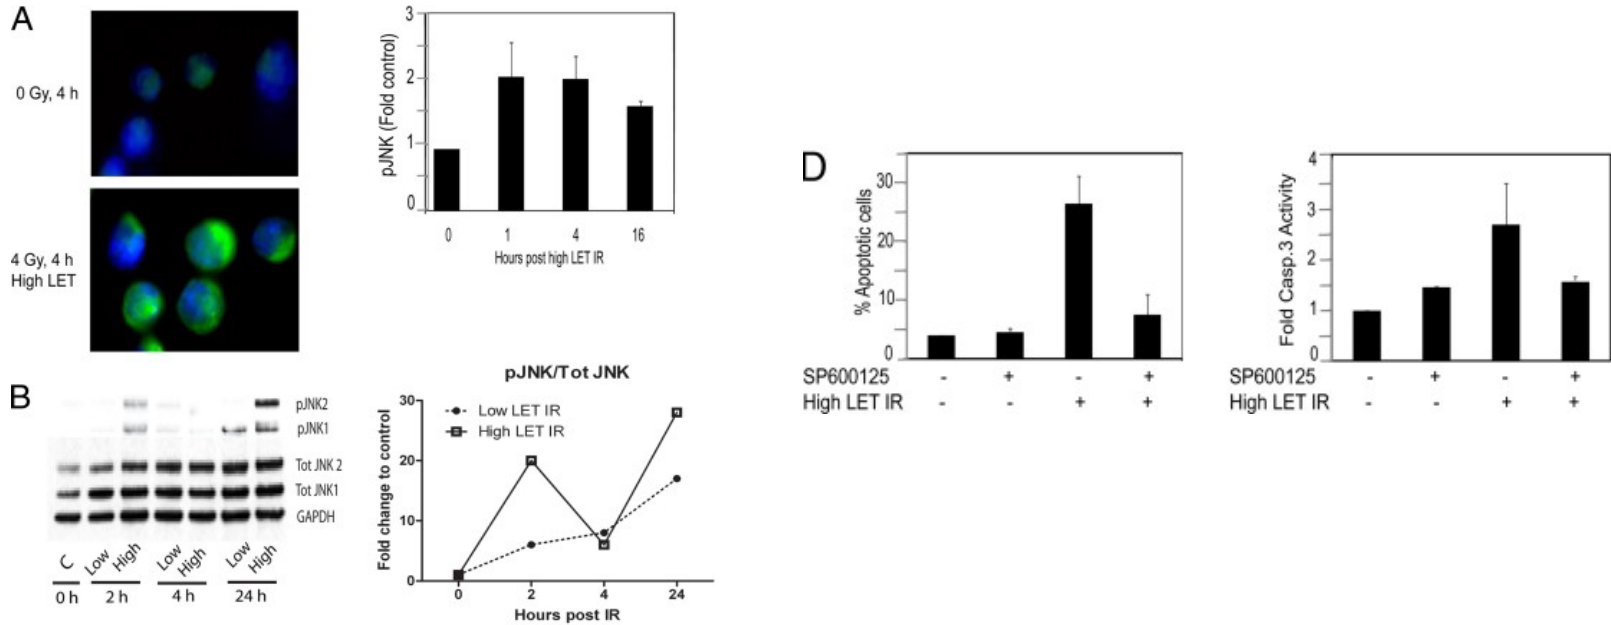 A
0 Gy, 4 h
4 Gy, 4 h
High LET
pJNK (Fold control)
3
2
1
0
0 1 4 16
Hours post high LET IR
B
pJNK2
pJNK1
Tot JNK 2
Tot JNK1
GAPDH
C Low High Low High Low High
0 h 2 h 4 h 24 h
pJNK/Tot JNK
Fold change to control
30
20
10
0
Low LET IR
High LET IR
0 2 4 24
Hours post IR
D
% Apoptotic cells
30
20
10
0
SP600125 - + - +
High LET IR - - + +
Fold Casp.3 Activity
4
3
2
1
0
SP600125 - + - +
High LET IR - - + +